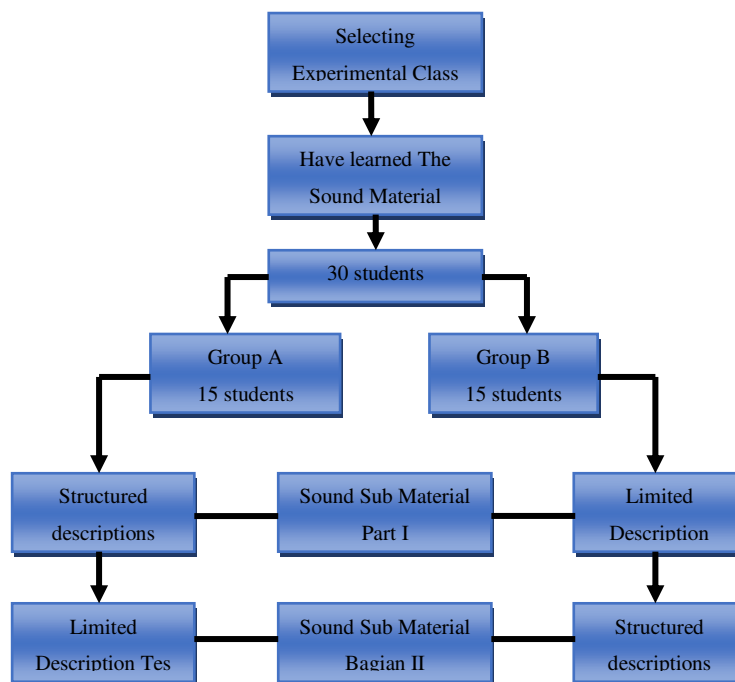 Selecting
Experimental Class
Have learned The
Sound Material
30 students
Group A
15 students
Group B
15 students
Structured
descriptions
Sound Sub Material
Part I
Limited
Description
Limited
Description Tes
Sound Sub Material
Bagian II
Structured
descriptions